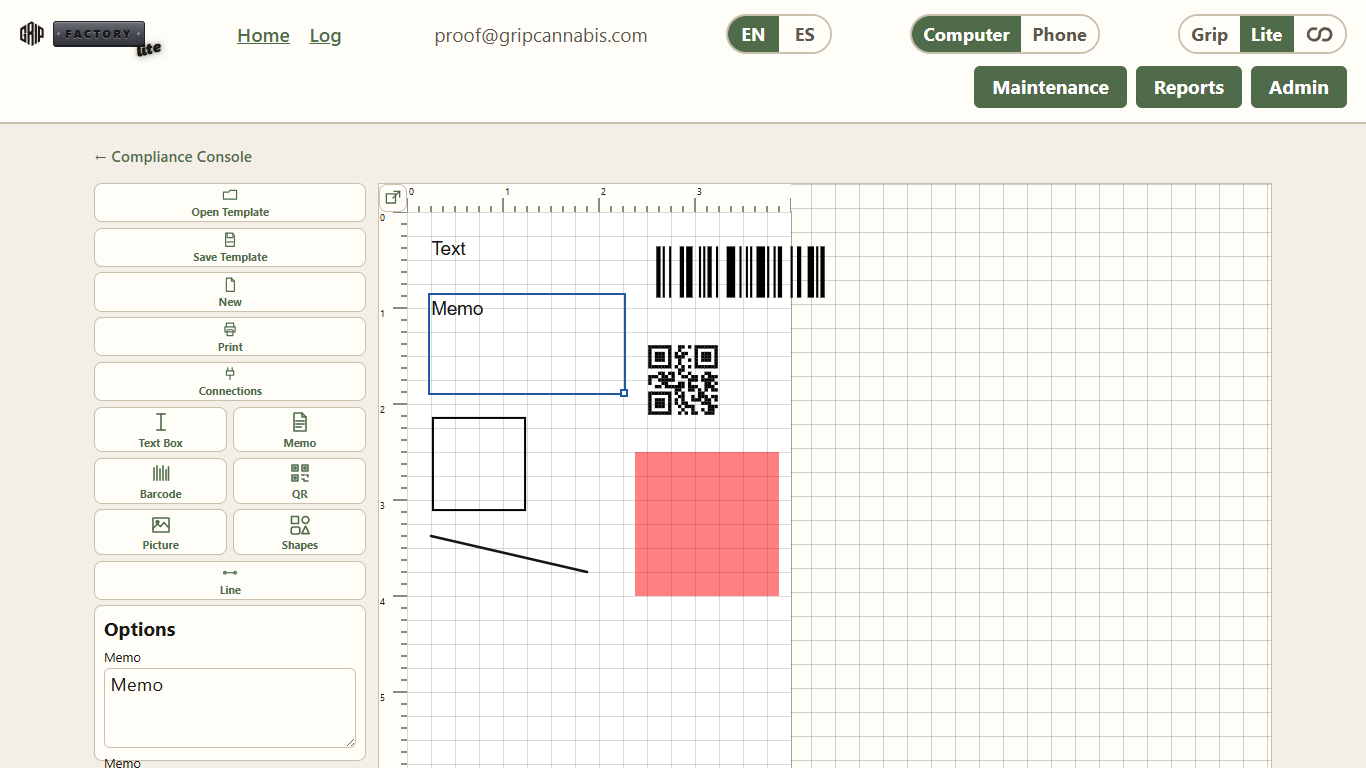 GRIP
FACTORY
lite
Home
Log
proof@gripcannabis.com
EN
ES
Computer
Phone
Grip
Lite
Maintenance
Reports
Admin
← Compliance Console
Open Template
Save Template
New
Print
Connections
Text Box
Memo
Barcode
QR
Picture
Shapes
Line
Options
Memo
Memo
Memo
0
1
2
3
0
1
2
3
4
5
Text
Memo